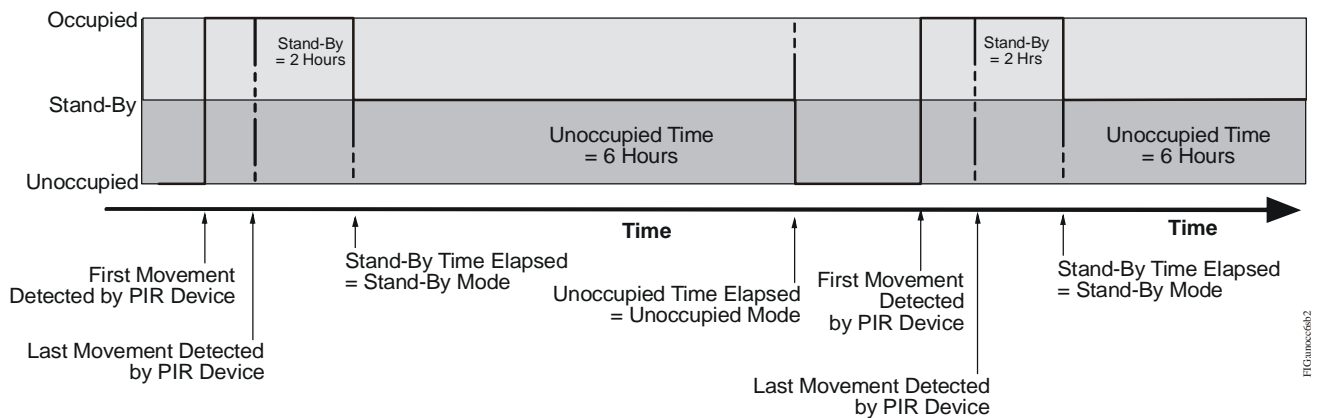 Occupied
Stand-By
= 2 Hours
Stand-By
= 2 Hrs
Stand-By
Unoccupied Time
= 6 Hours
Unoccupied Time
= 6 Hours
Unoccupied
Time
Time
First Movement
Detected by PIR Device
Last Movement Detected
by PIR Device
Stand-By Time Elapsed
= Stand-By Mode
Unoccupied Time Elapsed
= Unoccupied Mode
First Movement
Detected
by PIR Device
Last Movement Detected
by PIR Device
Stand-By Time Elapsed
= Stand-By Mode
FIG:unocc6sb2